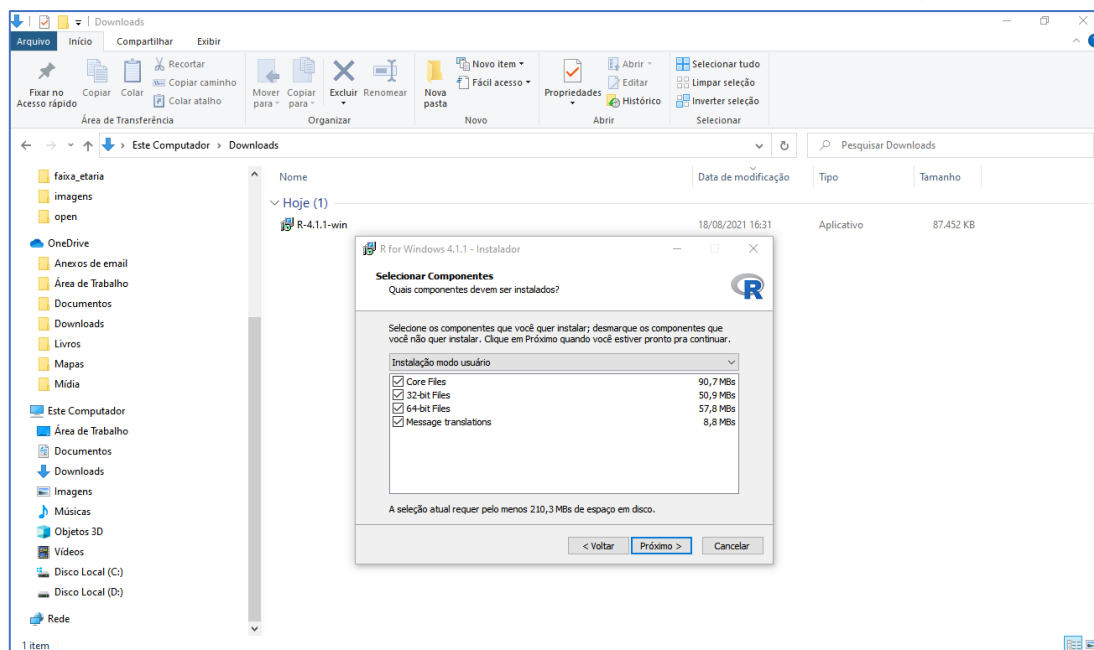 Downloads
Arquivo Início Compartilhar Exibir
Fixar no Acesso rápido
Copiar
Colar
Recortar
Copiar caminho
Colar atalho
Área de Transferência
Mover para
Copiar para
Excluir
Renomear
Organizar
Nova pasta
Novo item
Fácil acesso
Novo
Propriedades
Abrir
Editar
Histórico
Abrir
Selecionar tudo
Limpar seleção
Inverter seleção
Selecionar
Este Computador > Downloads
Pesquisar Downloads
faixa_etaria
imagens
open
OneDrive
Anexos de email
Área de Trabalho
Documentos
Downloads
Livros
Mapas
Mídia
Este Computador
Área de Trabalho
Documentos
Downloads
Imagens
Músicas
Objetos 3D
Vídeos
Disco Local (C:)
Disco Local (D:)
Rede
1 item
Nome Data de modificação Tipo Tamanho
Hoje (1)
R-4.1.1-win 18/08/2021 16:31 Aplicativo 87.452 KB
R for Windows 4.1.1 - Instalador
Selecionar Componentes
Quais componentes devem ser instalados?
R
Selecione os componentes que você quer instalar; desmarque os componentes que
você não quer instalar. Clique em Próximo quando você estiver pronto pra continuar.
Instalação modo usuário
Core Files 90,7 MBs
32-bit Files 50,9 MBs
64-bit Files 57,8 MBs
Message translations 8,8 MBs
A seleção atual requer pelo menos 210,3 MBs de espaço em disco.
< Voltar Próximo > Cancelar